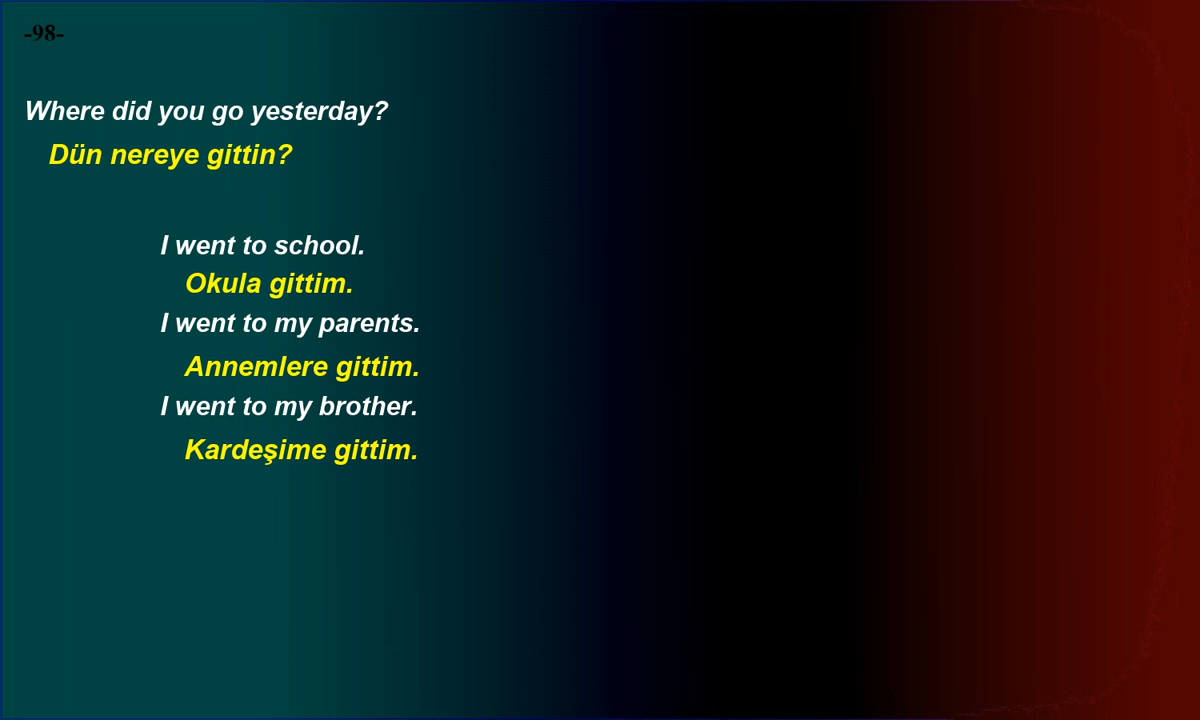 -98-
Where did you go yesterday?
Dün nereye gittin?
I went to school.
Okula gittim.
I went to my parents.
Annemlere gittim.
I went to my brother.
Kardeşime gittim.